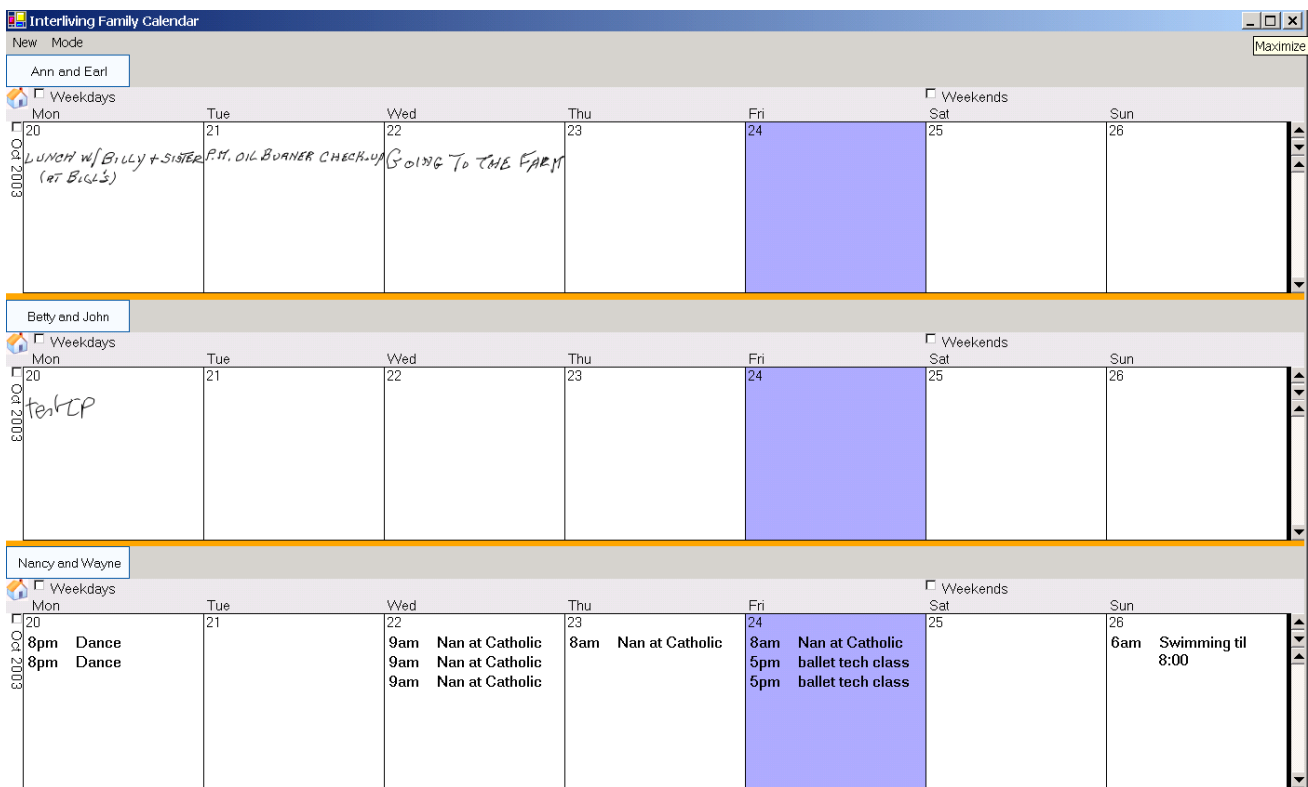 Interliving Family Calendar
New Mode
Maximize
Ann and Earl
Weekdays Weekends
Mon Tue Wed Thu Fri Sat Sun
20 21 22 23 24 25 26
Oct 2003
LUNCH W/ BILLY + SISTER P.M. OIL BURNER CHECK-UP GOING TO THE FARM
(AT BILL'S)
Betty and John
Weekdays Weekends
Mon Tue Wed Thu Fri Sat Sun
20 21 22 23 24 25 26
Oct 2003
test CP
Nancy and Wayne
Weekdays Weekends
Mon Tue Wed Thu Fri Sat Sun
20 21 22 23 24 25 26
Oct 2003
8pm Dance 9am Nan at Catholic 8am Nan at Catholic 8am Nan at Catholic 6am Swimming til
8pm Dance 9am Nan at Catholic 5pm ballet tech class 8:00
9am Nan at Catholic 5pm ballet tech class